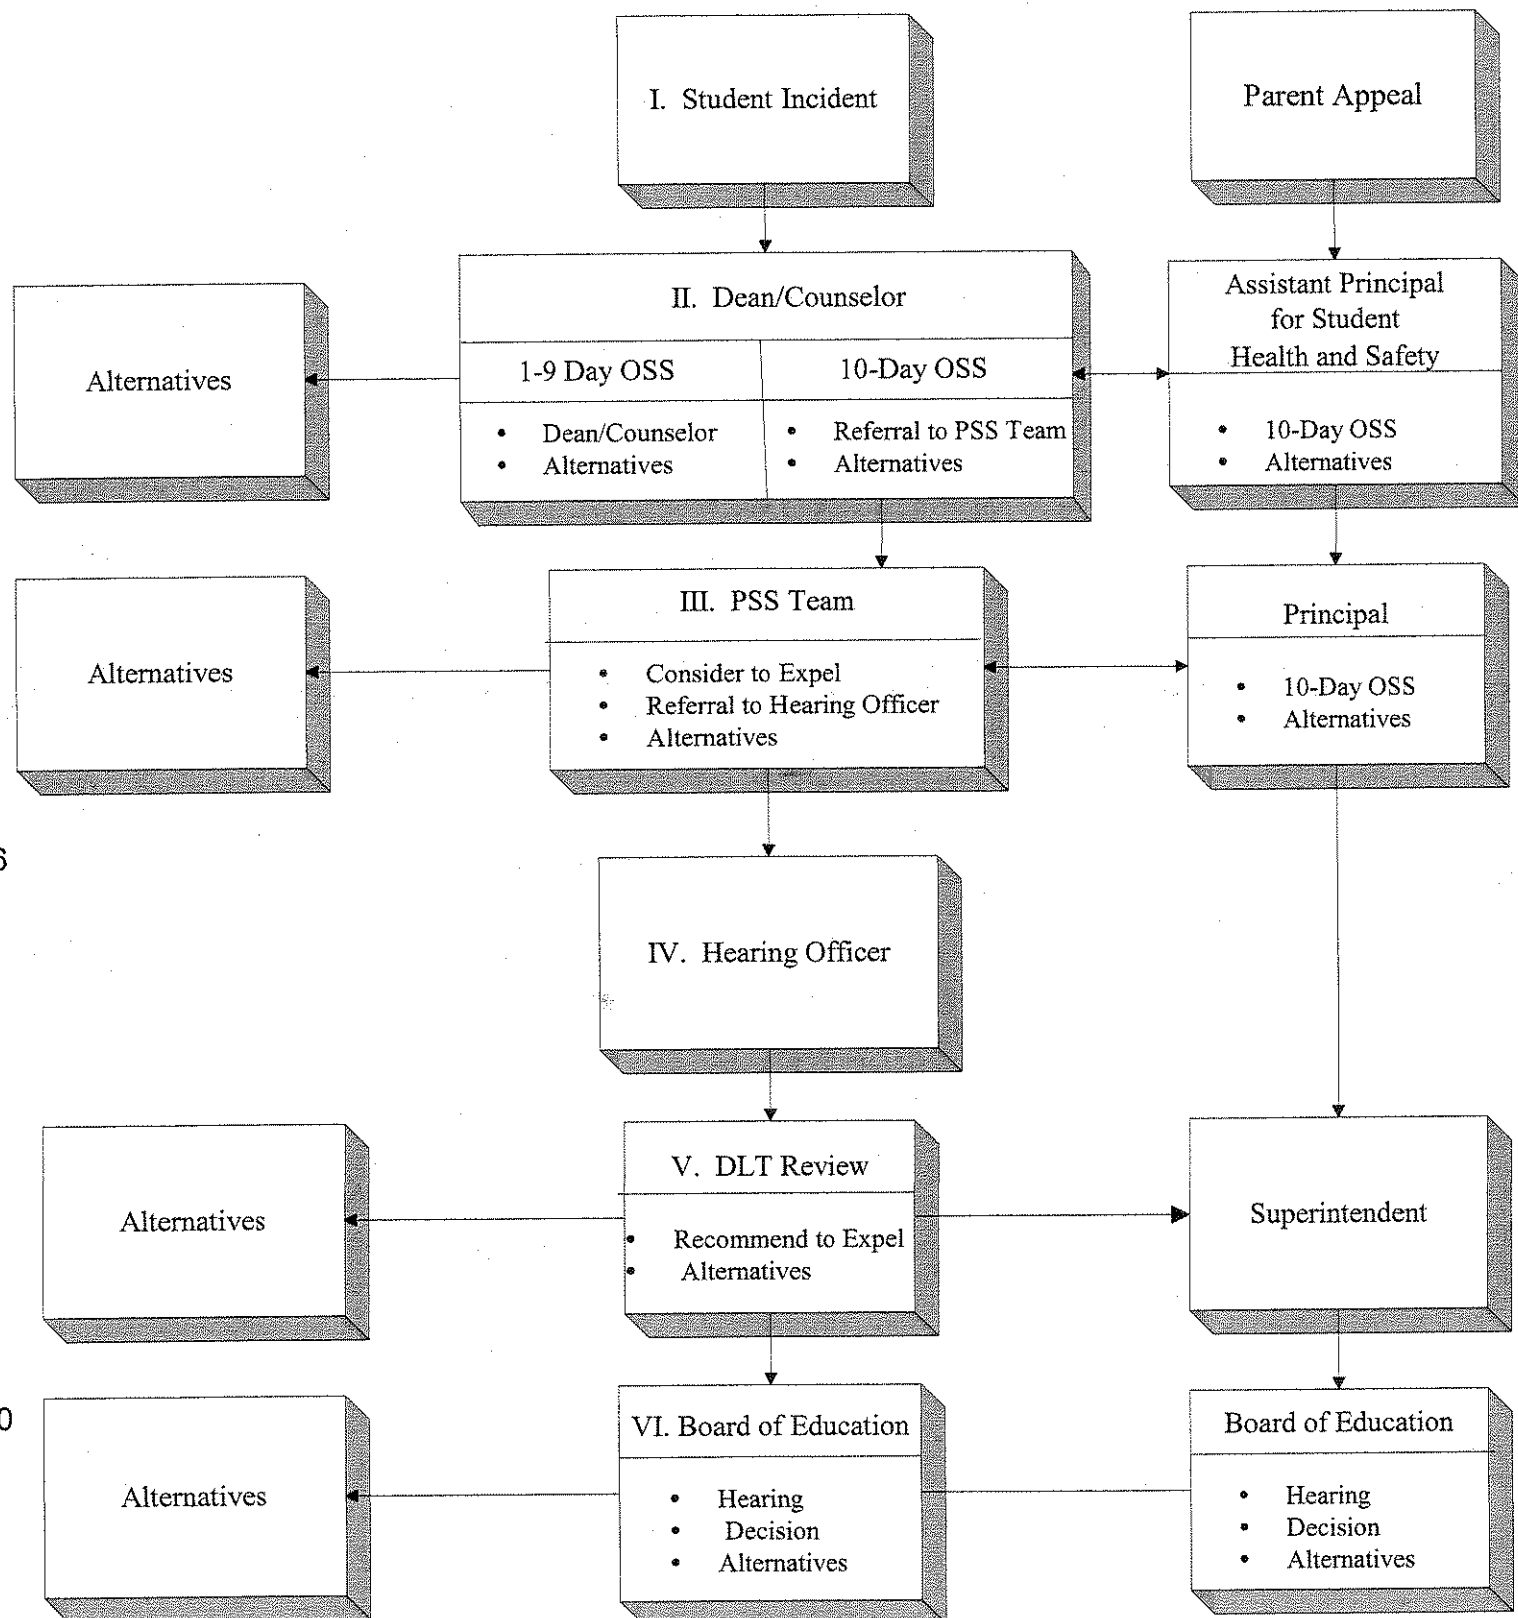 I. Student Incident
Parent Appeal
II. Dean/Counselor
1-9 Day OSS
10-Day OSS
• Dean/Counselor
• Alternatives
• Referral to PSS Team
• Alternatives
Assistant Principal
for Student
Health and Safety
• 10-Day OSS
• Alternatives
Alternatives
III. PSS Team
• Consider to Expel
• Referral to Hearing Officer
• Alternatives
Principal
• 10-Day OSS
• Alternatives
Alternatives
6
IV. Hearing Officer
V. DLT Review
• Recommend to Expel
• Alternatives
Alternatives
Superintendent
0
VI. Board of Education
• Hearing
• Decision
• Alternatives
Alternatives
Board of Education
• Hearing
• Decision
• Alternatives